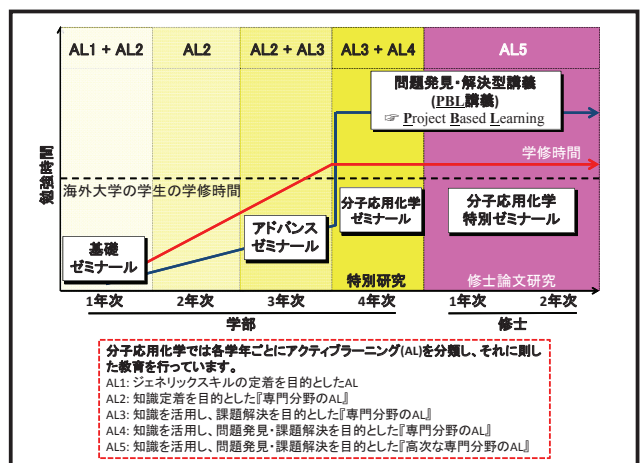 AL1 + AL2 AL2 AL2 + AL3 AL3 + AL4 AL5
問題発見・解決型講義
(PBL講義)
☞ Project Based Learning
学修時間
勉強時間
海外大学の学生の学修時間
基礎
ゼミナール
アドバンス
ゼミナール
分子応用化学
ゼミナール
分子応用化学
特別ゼミナール
特別研究
修士論文研究
1年次 2年次 3年次 4年次 1年次 2年次
学部 修士
分子応用化学では各学年ごとにアクティブラーニング(AL)を分類し、それに則し
た教育を行っています。
AL1: ジェネリックスキルの定着を目的としたAL
AL2: 知識定着を目的とした『専門分野のAL』
AL3: 知識を活用し、課題解決を目的とした『専門分野のAL』
AL4: 知識を活用し、問題発見・課題解決を目的とした『専門分野のAL』
AL5: 知識を活用し、問題発見・課題解決を目的とした『高次な専門分野のAL』